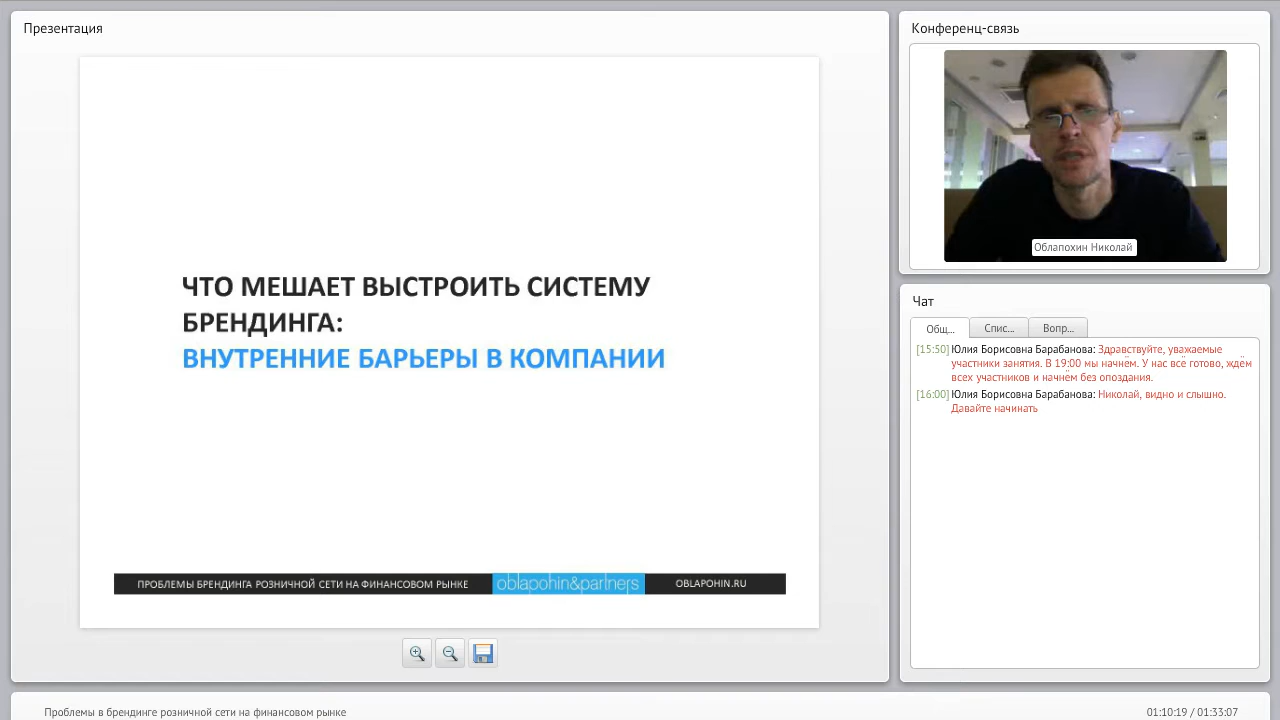 Презентация
ЧТО МЕШАЕТ ВЫСТРОИТЬ СИСТЕМУ
БРЕНДИНГА:
ВНУТРЕННИЕ БАРЬЕРЫ В КОМПАНИИ
ПРОБЛЕМЫ БРЕНДИНГА РОЗНИЧНОЙ СЕТИ НА ФИНАНСОВОМ РЫНКЕ oblapohin&partners OBLAPOHIN.RU
Конференц-связь
Облапохин Николай
Чат
Общ... Спис... Вопр...
[15:50] Юлия Борисовна Барабанова: Здравствуйте, уважаемые
участники занятия. В 19:00 мы начнём. У нас всё готово, ждём
всех участников и начнём без опоздания.
[16:00] Юлия Борисовна Барабанова: Николай, видно и слышно.
Давайте начинать
Проблемы в брендинге розничной сети на финансовом рынке 01:10:19 / 01:33:07